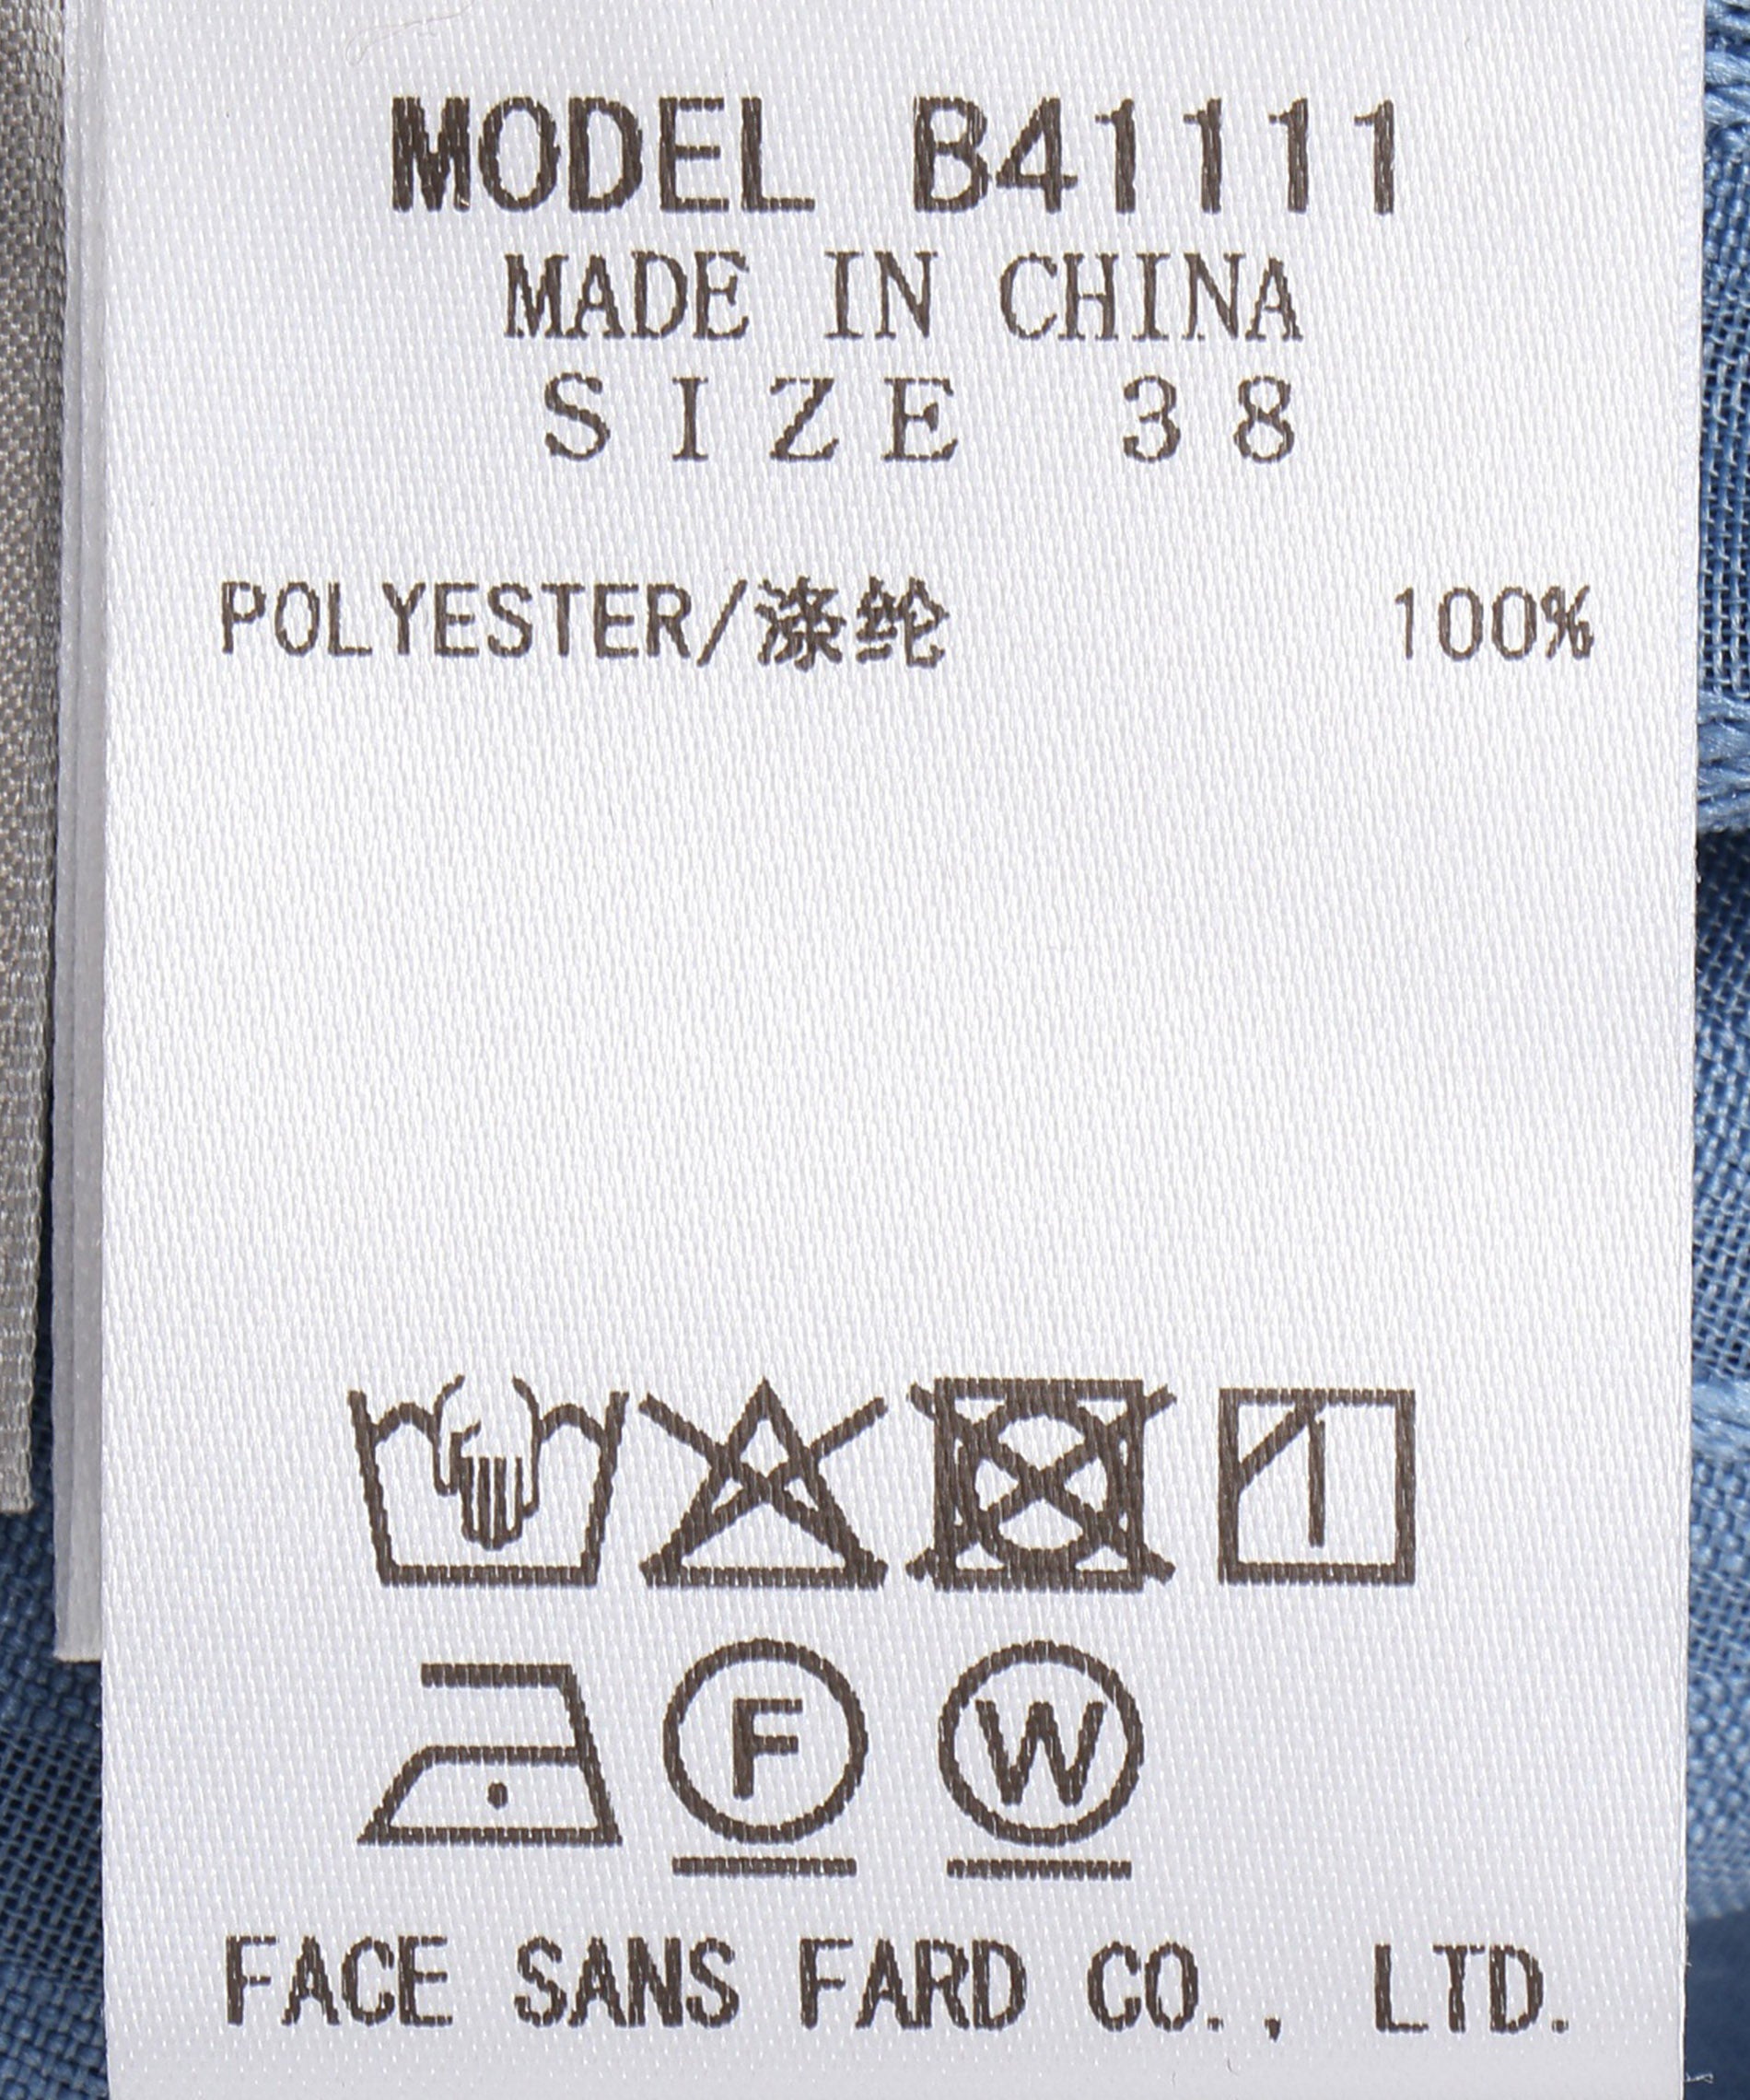 MODEL B41111
MADE IN CHINA
SIZE 38
POLYESTER/涤纶 100%
F W
FACE SANS FARD CO., LTD.